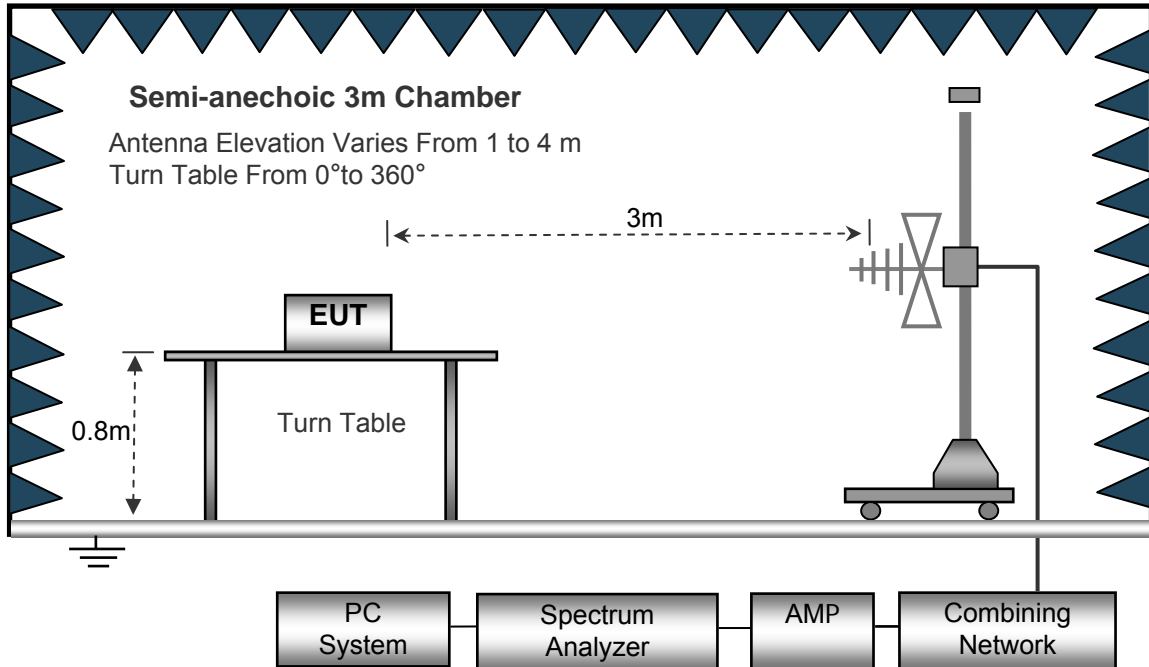 Semi-anechoic 3m Chamber
Antenna Elevation Varies From 1 to 4 m
Turn Table From 0°to 360°
3m
EUT
0.8m
Turn Table
PC
System
Spectrum
Analyzer
AMP
Combining
Network